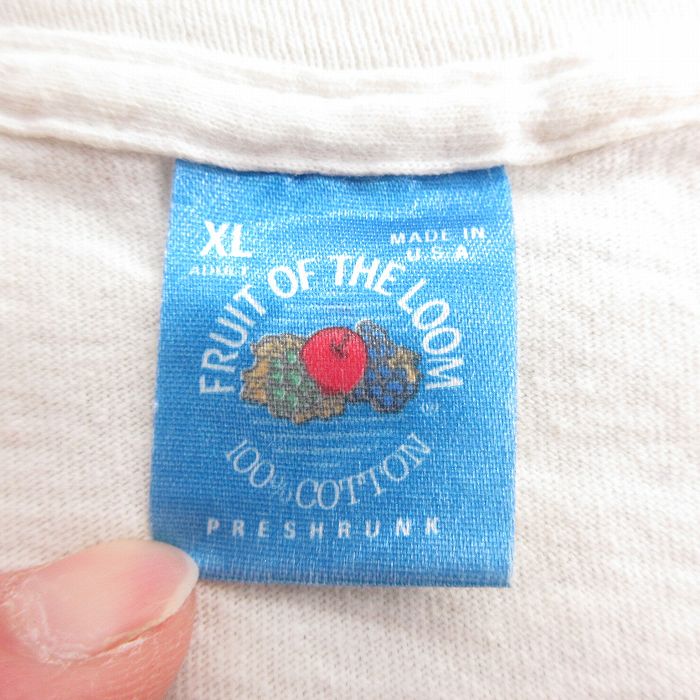 XL
ADULT
MADE IN
U.S.A
FRUIT OF THE LOOM
®
100% COTTON
PRESHRUNK